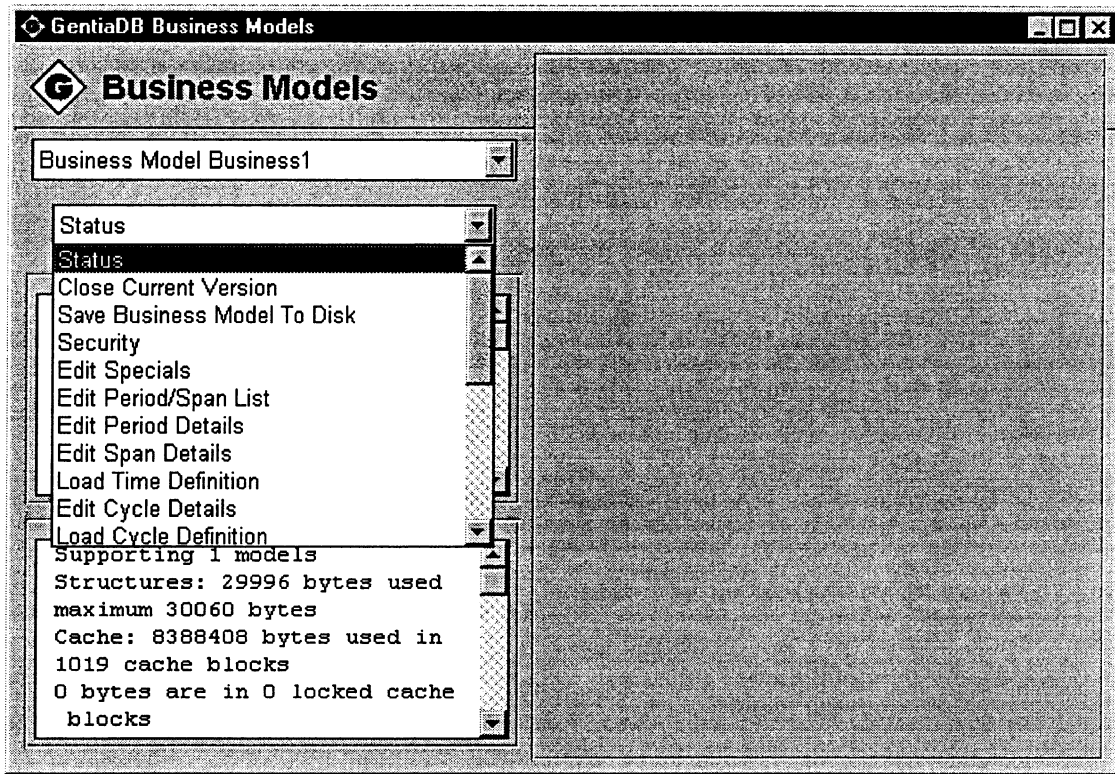 GentiaDB Business Models
G Business Models
Business Model Business1
Status
Status
Close Current Version
Save Business Model To Disk
Security
Edit Specials
Edit Period/Span List
Edit Period Details
Edit Span Details
Load Time Definition
Edit Cycle Details
Load Cycle Definition
Supporting 1 models
Structures: 29996 bytes used
maximum 30060 bytes
Cache: 8388408 bytes used in
1019 cache blocks
0 bytes are in 0 locked cache
blocks